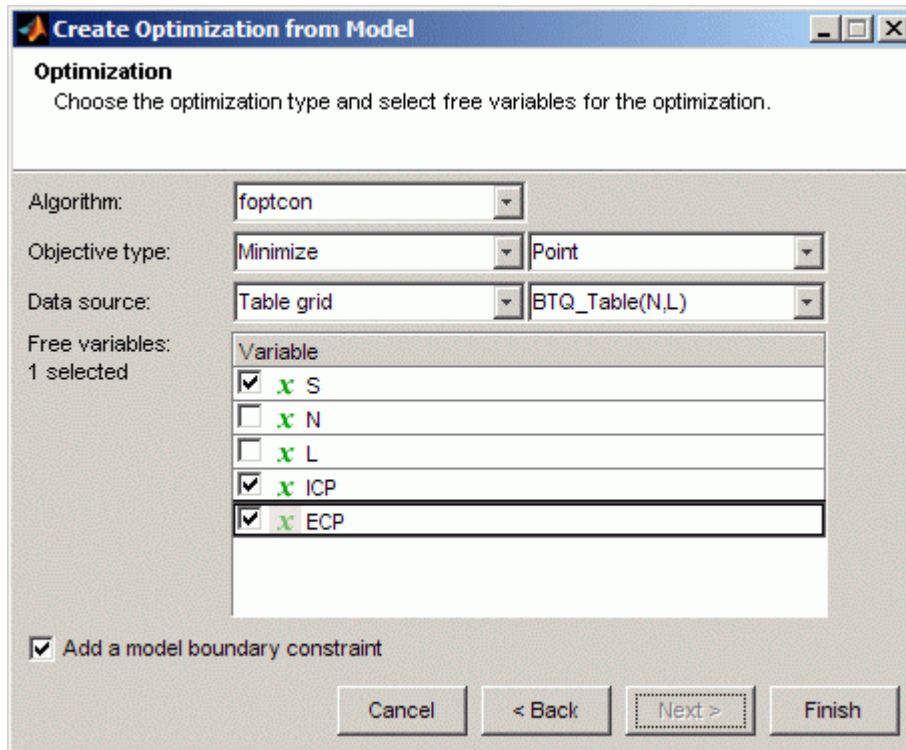 Create Optimization from Model
Optimization
Choose the optimization type and select free variables for the optimization.
Algorithm: foptcon
Objective type: Minimize Point
Data source: Table grid BTQ_Table(N,L)
Free variables:
1 selected
Variable
x S
x N
x L
x ICP
x ECP
Add a model boundary constraint
Cancel < Back Next > Finish